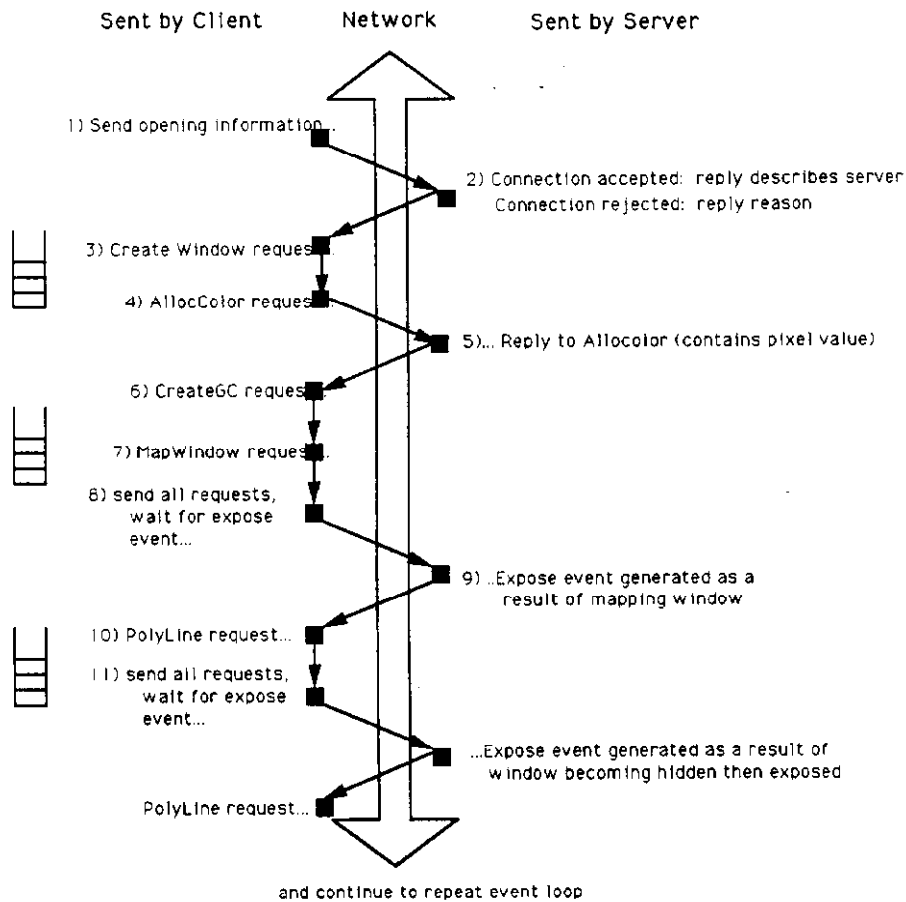 Sent by Client Network Sent by Server
1) Send opening information...
2) Connection accepted: reply describes server
Connection rejected: reply reason
3) Create Window reques...
4) AllocColor reques...
5)... Reply to Allocolor (contains pixel value)
6) CreateGC reques...
7) MapWindow reques...
8) send all requests,
wait for expose
event...
9) ...Expose event generated as a
result of mapping window
10) PolyLine request...
11) send all requests,
wait for expose
event...
...Expose event generated as a result of
window becoming hidden then exposed
PolyLine request...
and continue to repeat event loop